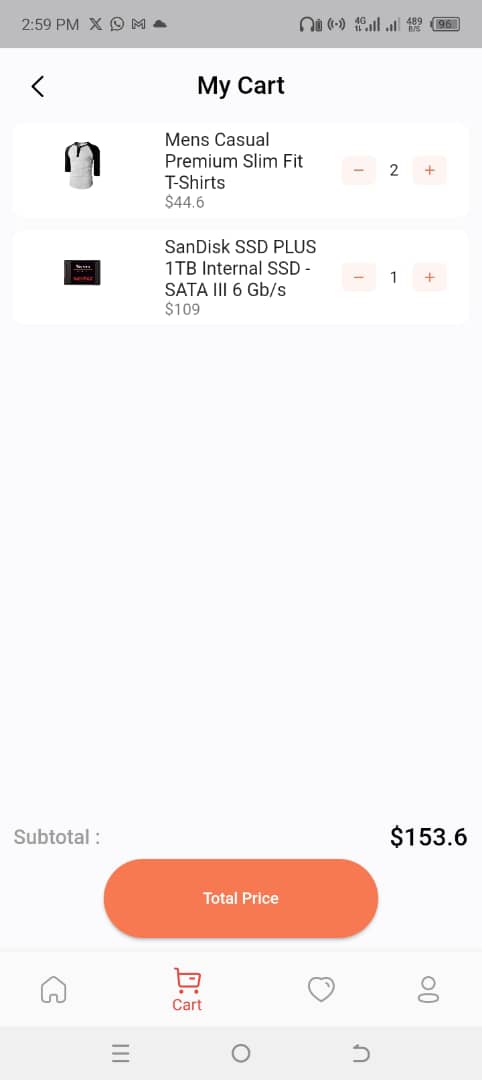 2:59 PM
4G
489
B/S
96
My Cart
Mens Casual
Premium Slim Fit
T-Shirts
$44.6
2
SanDisk SSD PLUS
1TB Internal SSD -
SATA III 6 Gb/s
$109
1
Subtotal :
$153.6
Total Price
Cart